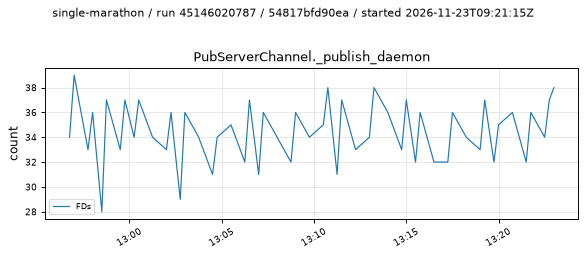 single-marathon / run 45146020787 / 54817bfd90ea / started 2026-11-23T09:21:15Z
PubServerChannel._publish_daemon
count
38
36
34
32
30
28
FDs
13:00
13:05
13:10
13:15
13:20